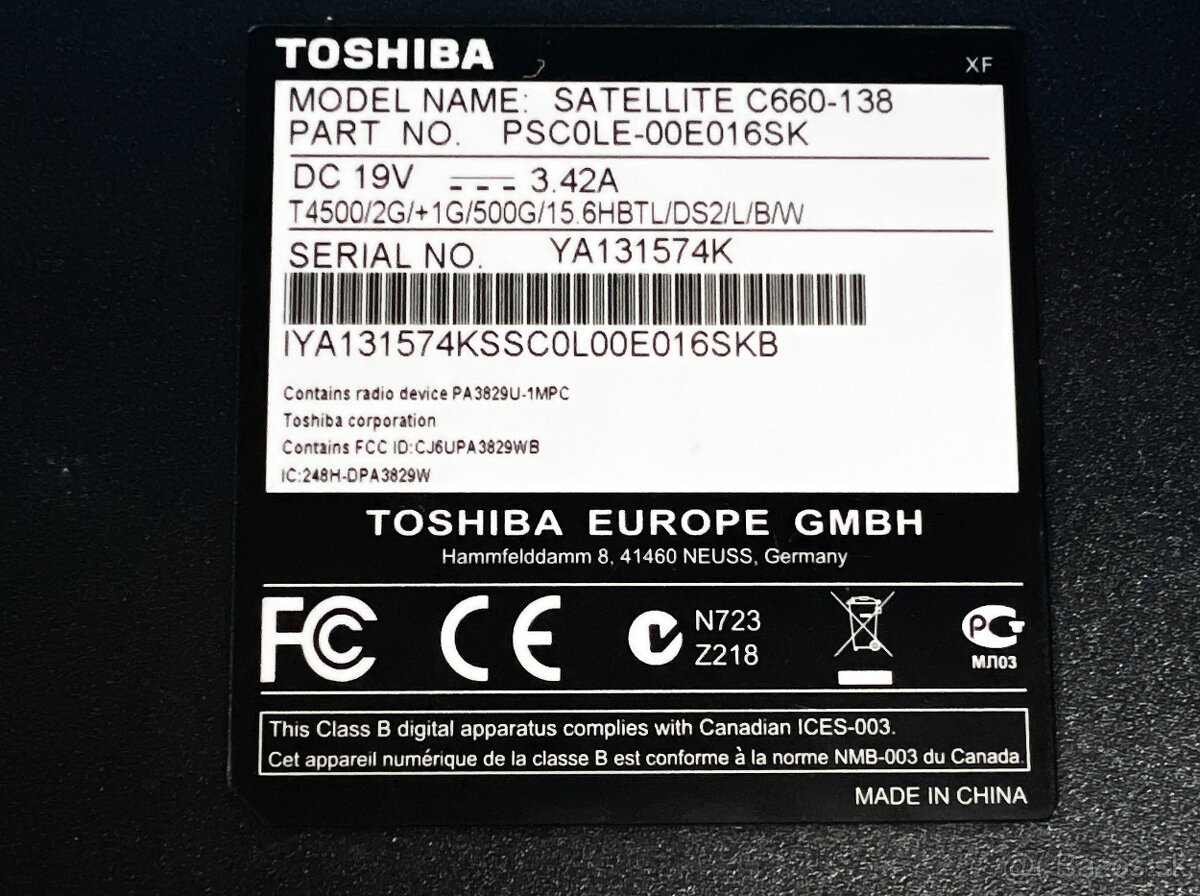 TOSHIBA
XF
MODEL NAME: SATELLITE C660-138
PART NO. PSC0LE-00E016SK
DC 19V 3.42A
T4500/2G/+1G/500G/15.6HBTL/DS2/L/B/W
SERIAL NO. YA131574K
IYA131574KSSC0L00E016SKB
Contains radio device PA3829U-1MPC
Toshiba corporation
Contains FCC ID:CJ6UPA3829WB
IC:248H-DPA3829W
TOSHIBA EUROPE GMBH
Hammfelddamm 8, 41460 NEUSS, Germany
FC CE N723
Z218
РСТ
МЛ03
This Class B digital apparatus complies with Canadian ICES-003.
Cet appareil numérique de la classe B est conforme à la norme NMB-003 du Canada.
MADE IN CHINA
Bazos.sk